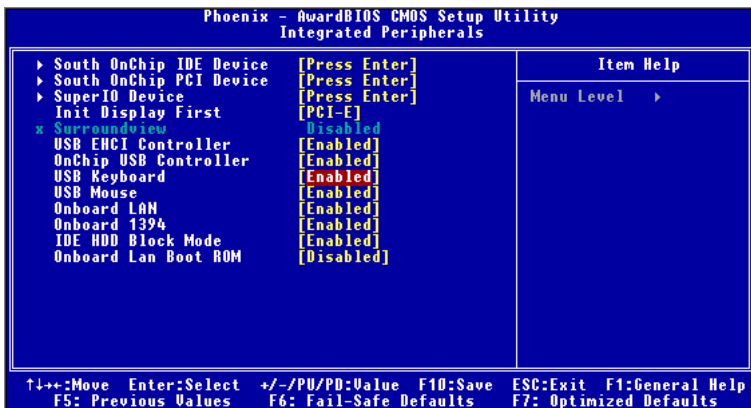 Phoenix - AwardBIOS CMOS Setup Utility
Integrated Peripherals
▸ South OnChip IDE Device [Press Enter]
▸ South OnChip PCI Device [Press Enter]
▸ SuperIO Device [Press Enter]
Init Display First [PCI-E]
x Surroundview Disabled
USB EHCI Controller [Enabled]
OnChip USB Controller [Enabled]
USB Keyboard [Enabled]
USB Mouse [Enabled]
Onboard LAN [Enabled]
Onboard 1394 [Enabled]
IDE HDD Block Mode [Enabled]
Onboard Lan Boot ROM [Disabled]
Item Help
Menu Level ▸
↑↓→←:Move Enter:Select +/-/PU/PD:Value F10:Save ESC:Exit F1:General Help
F5: Previous Values F6: Fail-Safe Defaults F7: Optimized Defaults